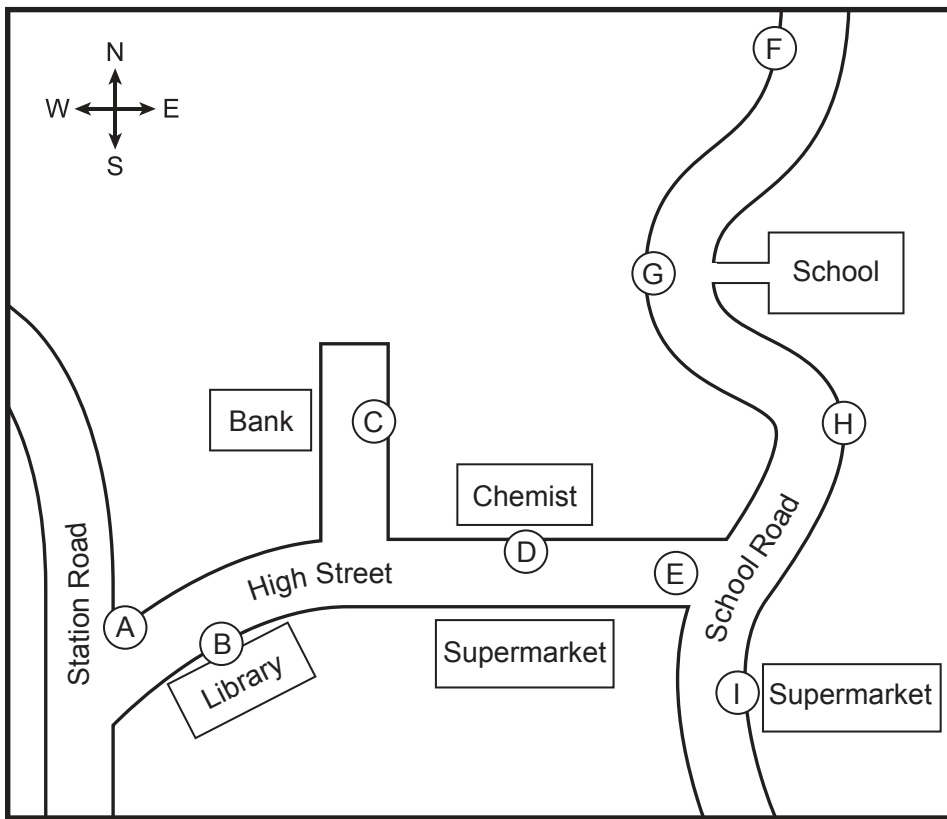 F
N
W E
S
School
G
Bank
C
H
Chemist
D
High Street
E
School Road
Station Road
A
B
Library
Supermarket
I
Supermarket